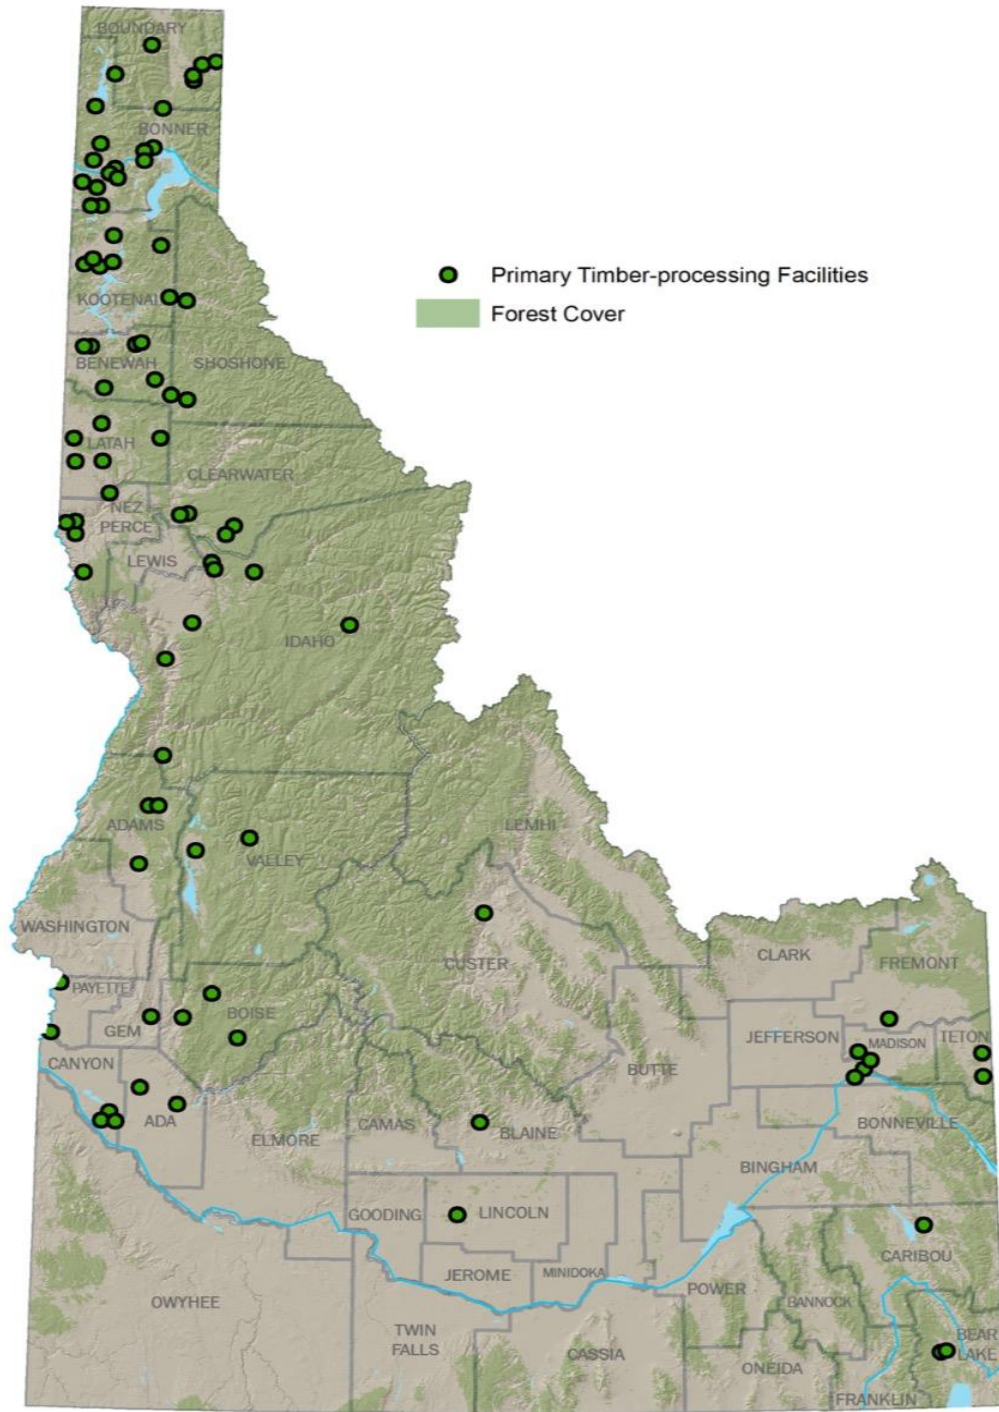 BOUNDARY
BONNER
Primary Timber-processing Facilities
Forest Cover
KOOTENAI
BENEWAH
SHOSHONE
LATAH
CLEARWATER
NEZ
PERCE
LEWIS
IDAHO
ADAMS
VALLEY
LEMHI
WASHINGTON
CUSTER
CLARK
FREMONT
PAYETTE
GEM
BOISE
JEFFERSON
MADISON
TETON
CANYON
BUTTE
ADA
ELMORE
CAMAS
BLAINE
BONNEVILLE
BINGHAM
GOODING
LINCOLN
CARIBOU
JEROME
MINIDOKA
POWER
OWYHEE
BANNOCK
TWIN
FALLS
CASSIA
BEAR
LAKE
ONEIDA
FRANKLIN